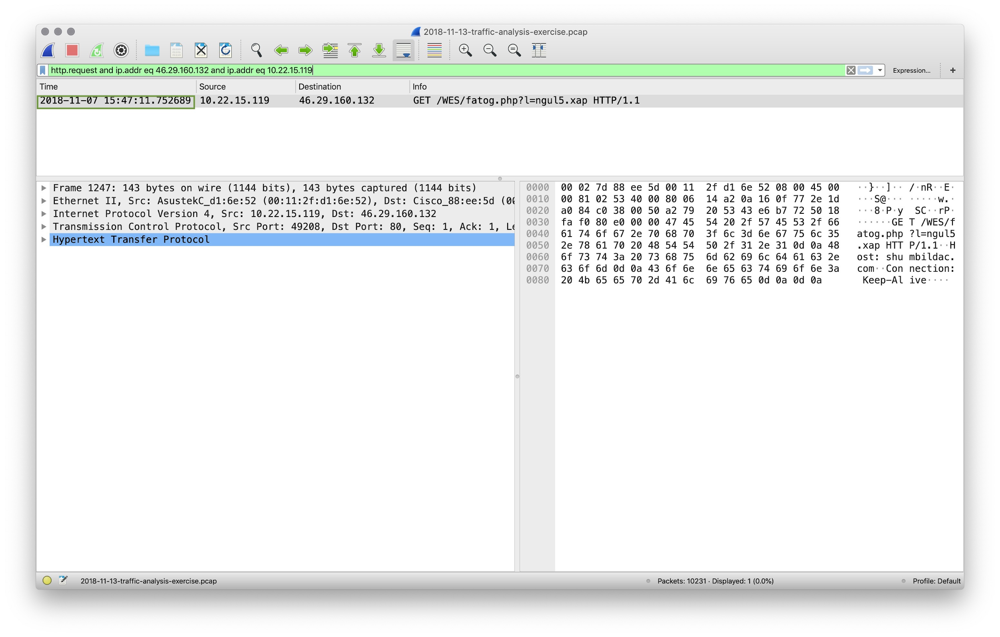 2018-11-13-traffic-analysis-exercise.pcap
http.request and ip.addr eq 46.29.160.132 and ip.addr eq 10.22.15.119
Expression...
+
Time Source Destination Info
2018-11-07 15:47:11.752689 10.22.15.119 46.29.160.132 GET /WES/fatog.php?l=ngul5.xap HTTP/1.1
Frame 1247: 143 bytes on wire (1144 bits), 143 bytes captured (1144 bits)
Ethernet II, Src: AsustekC_d1:6e:52 (00:11:2f:d1:6e:52), Dst: Cisco_88:ee:5d (00
Internet Protocol Version 4, Src: 10.22.15.119, Dst: 46.29.160.132
Transmission Control Protocol, Src Port: 49208, Dst Port: 80, Seq: 1, Ack: 1, Le
Hypertext Transfer Protocol
0000 00 02 7d 88 ee 5d 00 11 2f d1 6e 52 08 00 45 00 ··}··]·· /·nR··E·
0010 00 81 02 53 40 00 80 06 14 a2 0a 16 0f 77 2e 1d ···S@··· ·····w.·
0020 a0 84 c0 38 00 50 a2 79 20 53 43 e6 b7 72 50 18 ···8·P·y SC··rP·
0030 fa f0 80 e0 00 00 47 45 54 20 2f 57 45 53 2f 66 ······GE T /WES/f
0040 61 74 6f 67 2e 70 68 70 3f 6c 3d 6e 67 75 6c 35 atog.php ?l=ngul5
0050 2e 78 61 70 20 48 54 54 50 2f 31 2e 31 0d 0a 48 .xap HTT P/1.1··H
0060 6f 73 74 3a 20 73 68 75 6d 62 69 6c 64 61 63 2e ost: shu mbildac.
0070 63 6f 6d 0d 0a 43 6f 6e 6e 65 63 74 69 6f 6e 3a com··Con nection:
0080 20 4b 65 65 70 2d 41 6c 69 76 65 0d 0a 0d 0a Keep-Al ive····
2018-11-13-traffic-analysis-exercise.pcap
Packets: 10231 · Displayed: 1 (0.0%)
Profile: Default